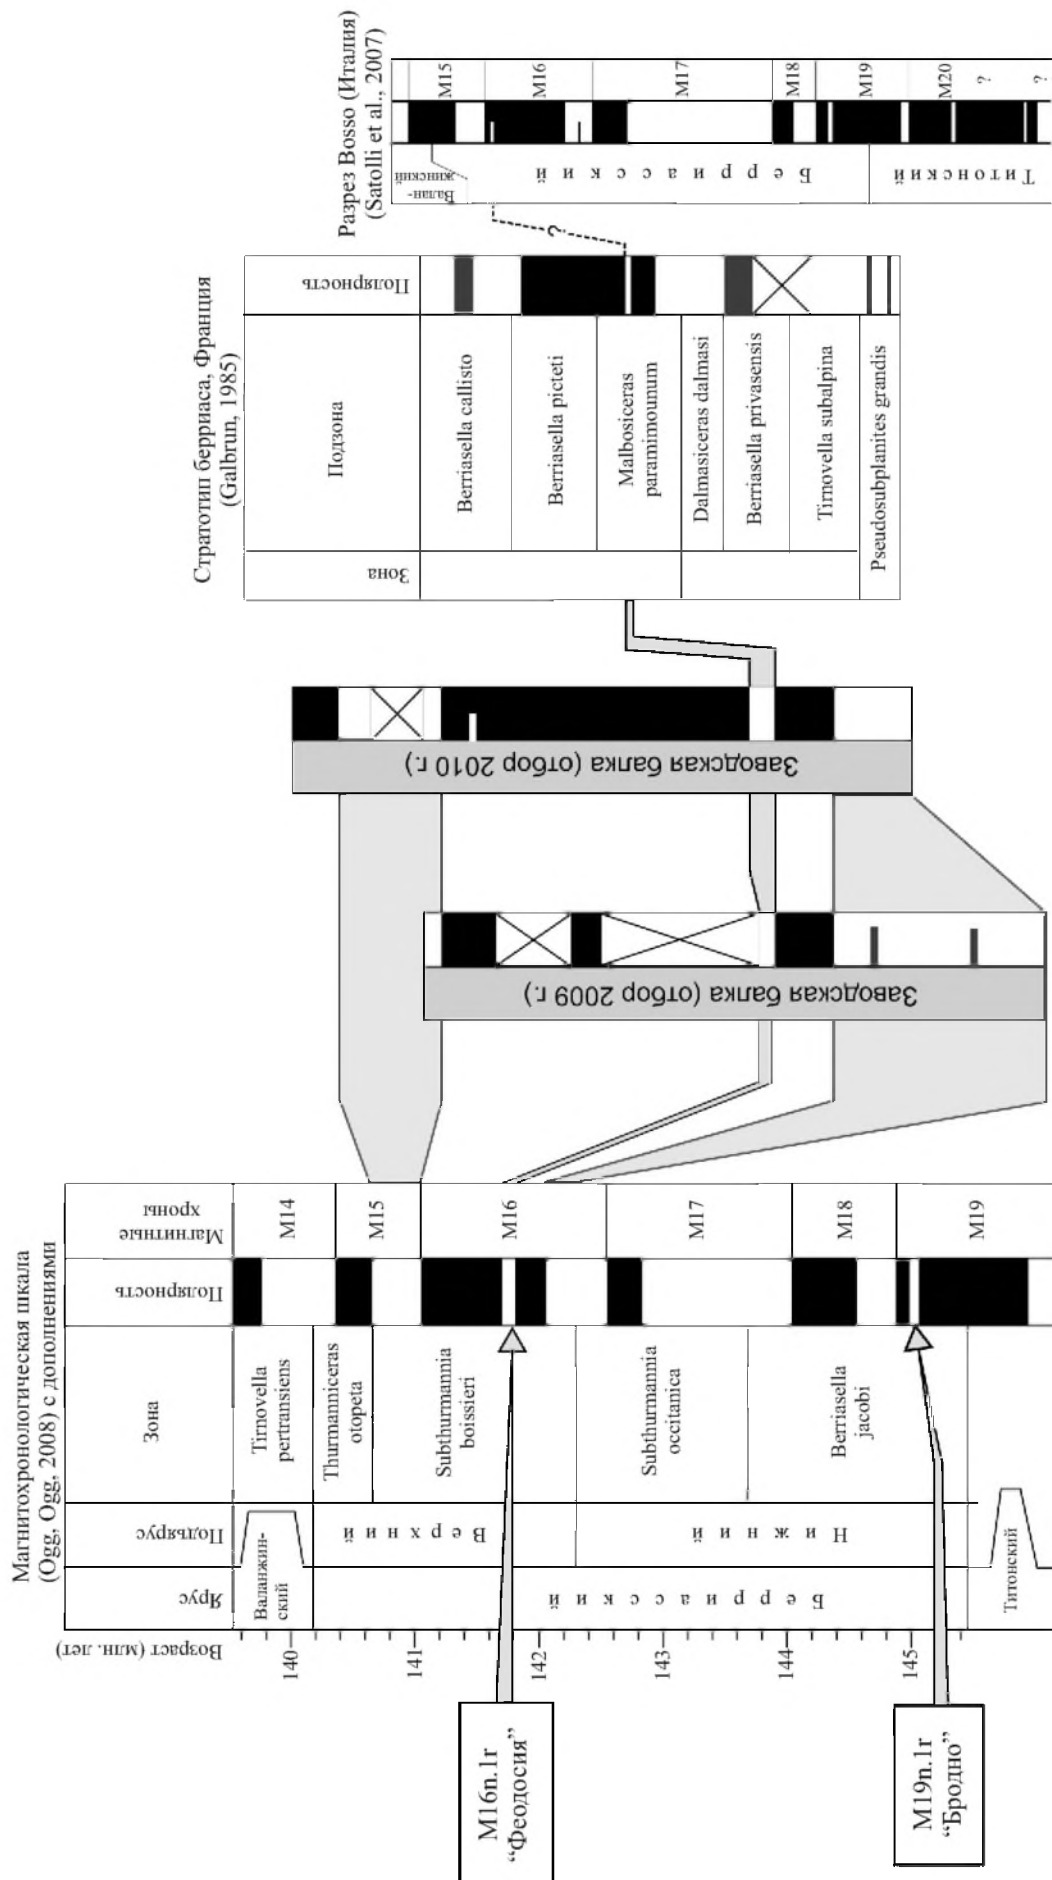 Магнитохронологическая шкала
(Ogg, Ogg, 2008) с дополнениями
Возраст (млн. лет)
Ярус
Подъярус
Зона
Полярность
Магнитные
хроны
140
141
142
143
144
145
Валанжин-
ский
Берриасский
Титонский
Верхний
Нижний
Tirnovella
pertransiens
Thurmanniceras
otopeta
Subthurmannia
boissieri
Subthurmannia
occitanica
Berriasella
jacobi
M14
M15
M16
M17
M18
M19
M16n.1r
“Феодосия”
M19n.1r
“Бродно”
Заводская балка (отбор 2009 г.)
Заводская балка (отбор 2010 г.)
Стратотип берриаса, Франция
(Galbrun, 1985)
Зона
Подзона
Полярность
Berriasella callisto
Berriasella picteti
Malbosiceras
paramimounum
Dalmasiceras dalmasi
Berriasella privasensis
Tirnovella subalpina
Pseudosubplanites grandis
?
Разрез Bosso (Италия)
(Satolli et al., 2007)
Валан-
жинский
Берриасский
Титонский
M15
M16
M17
M18
M19
M20
?
?